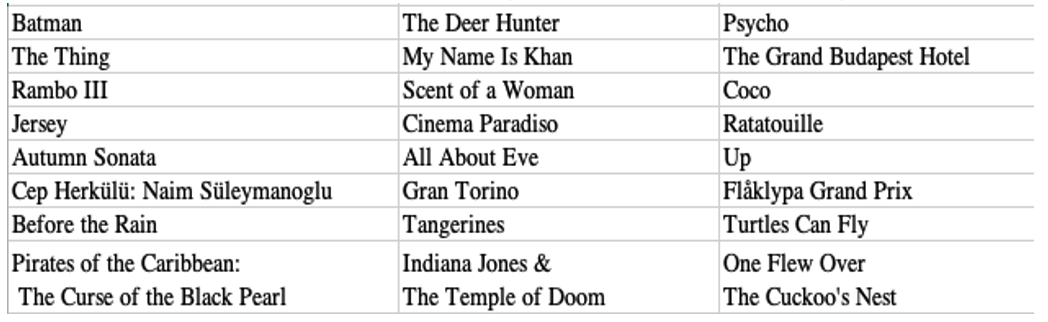 Batman The Deer Hunter Psycho
The Thing My Name Is Khan The Grand Budapest Hotel
Rambo III Scent of a Woman Coco
Jersey Cinema Paradiso Ratatouille
Autumn Sonata All About Eve Up
Cep Herkülü: Naim Süleymanoglu Gran Torino Flåklypa Grand Prix
Before the Rain Tangerines Turtles Can Fly
Pirates of the Caribbean: Indiana Jones & One Flew Over
The Curse of the Black Pearl The Temple of Doom The Cuckoo's Nest